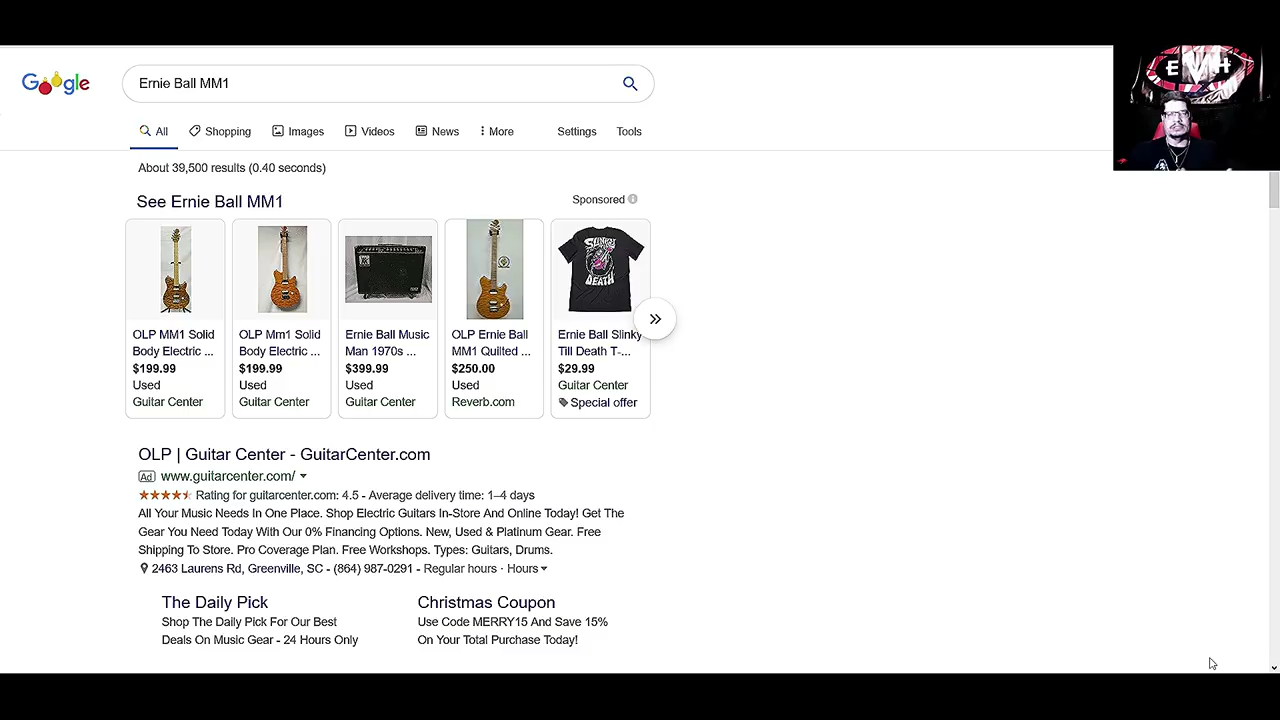 Google
Ernie Ball MM1
All
Shopping
Images
Videos
News
More
Settings
Tools
About 39,500 results (0.40 seconds)
See Ernie Ball MM1
Sponsored
OLP MM1 Solid
Body Electric ...
$199.99
Used
Guitar Center
OLP Mm1 Solid
Body Electric ...
$199.99
Used
Guitar Center
Ernie Ball Music
Man 1970s ...
$399.99
Used
Guitar Center
OLP Ernie Ball
MM1 Quilted ...
$250.00
Used
Reverb.com
DEATH
Ernie Ball Slinky
Till Death T-...
$29.99
Guitar Center
Special offer
OLP | Guitar Center - GuitarCenter.com
Ad www.guitarcenter.com/
Rating for guitarcenter.com: 4.5 - Average delivery time: 1–4 days
All Your Music Needs In One Place. Shop Electric Guitars In-Store And Online Today! Get The
Gear You Need Today With Our 0% Financing Options. New, Used & Platinum Gear. Free
Shipping To Store. Pro Coverage Plan. Free Workshops. Types: Guitars, Drums.
2463 Laurens Rd, Greenville, SC - (864) 987-0291 - Regular hours · Hours
The Daily Pick
Shop The Daily Pick For Our Best
Deals On Music Gear - 24 Hours Only
Christmas Coupon
Use Code MERRY15 And Save 15%
On Your Total Purchase Today!
EVH